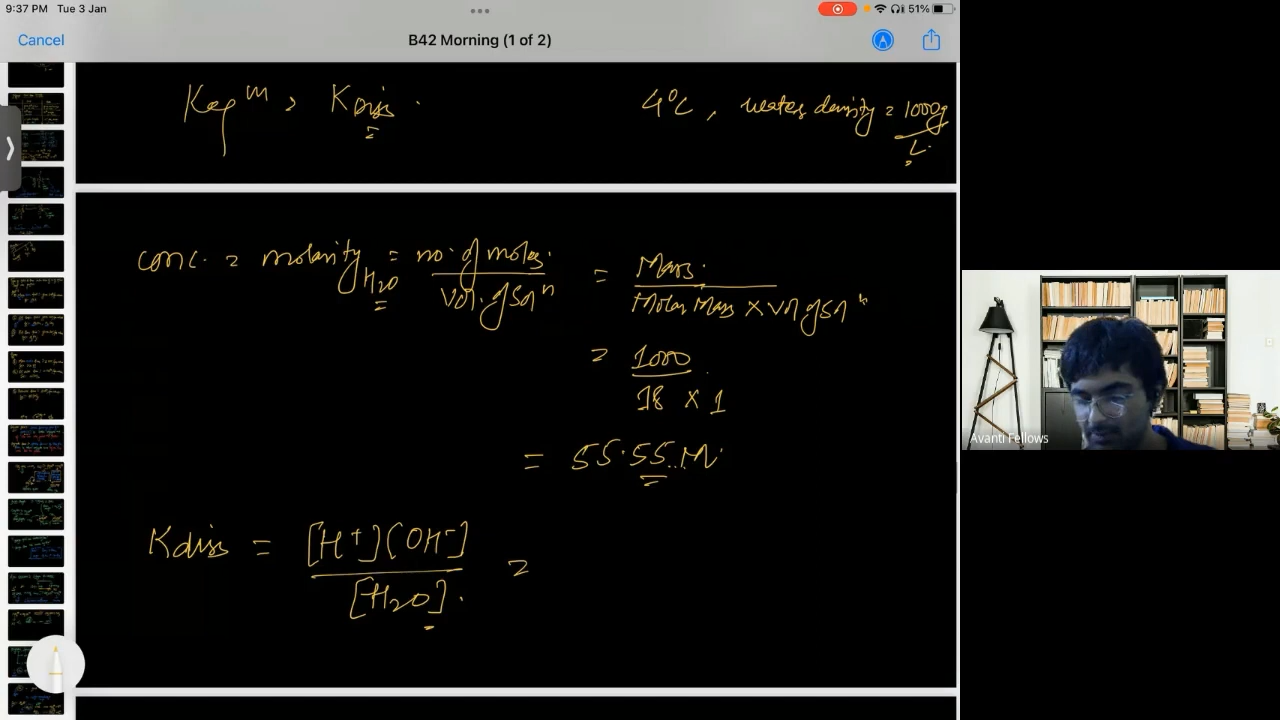 9:37 PM Tue 3 Jan
51%
Cancel
B42 Morning (1 of 2)
Keq^m, Kdiss.
4°C, water density = 1000g/L.
conc. = molarity H2O = no. of moles. / vol. of sol^n = Mass. / Molar Mass x vol of sol^n
= 1000 / 18 x 1
= 55.55 M.
Kdiss = [H+][OH-] / [H2O]. =
Avanti Fellows